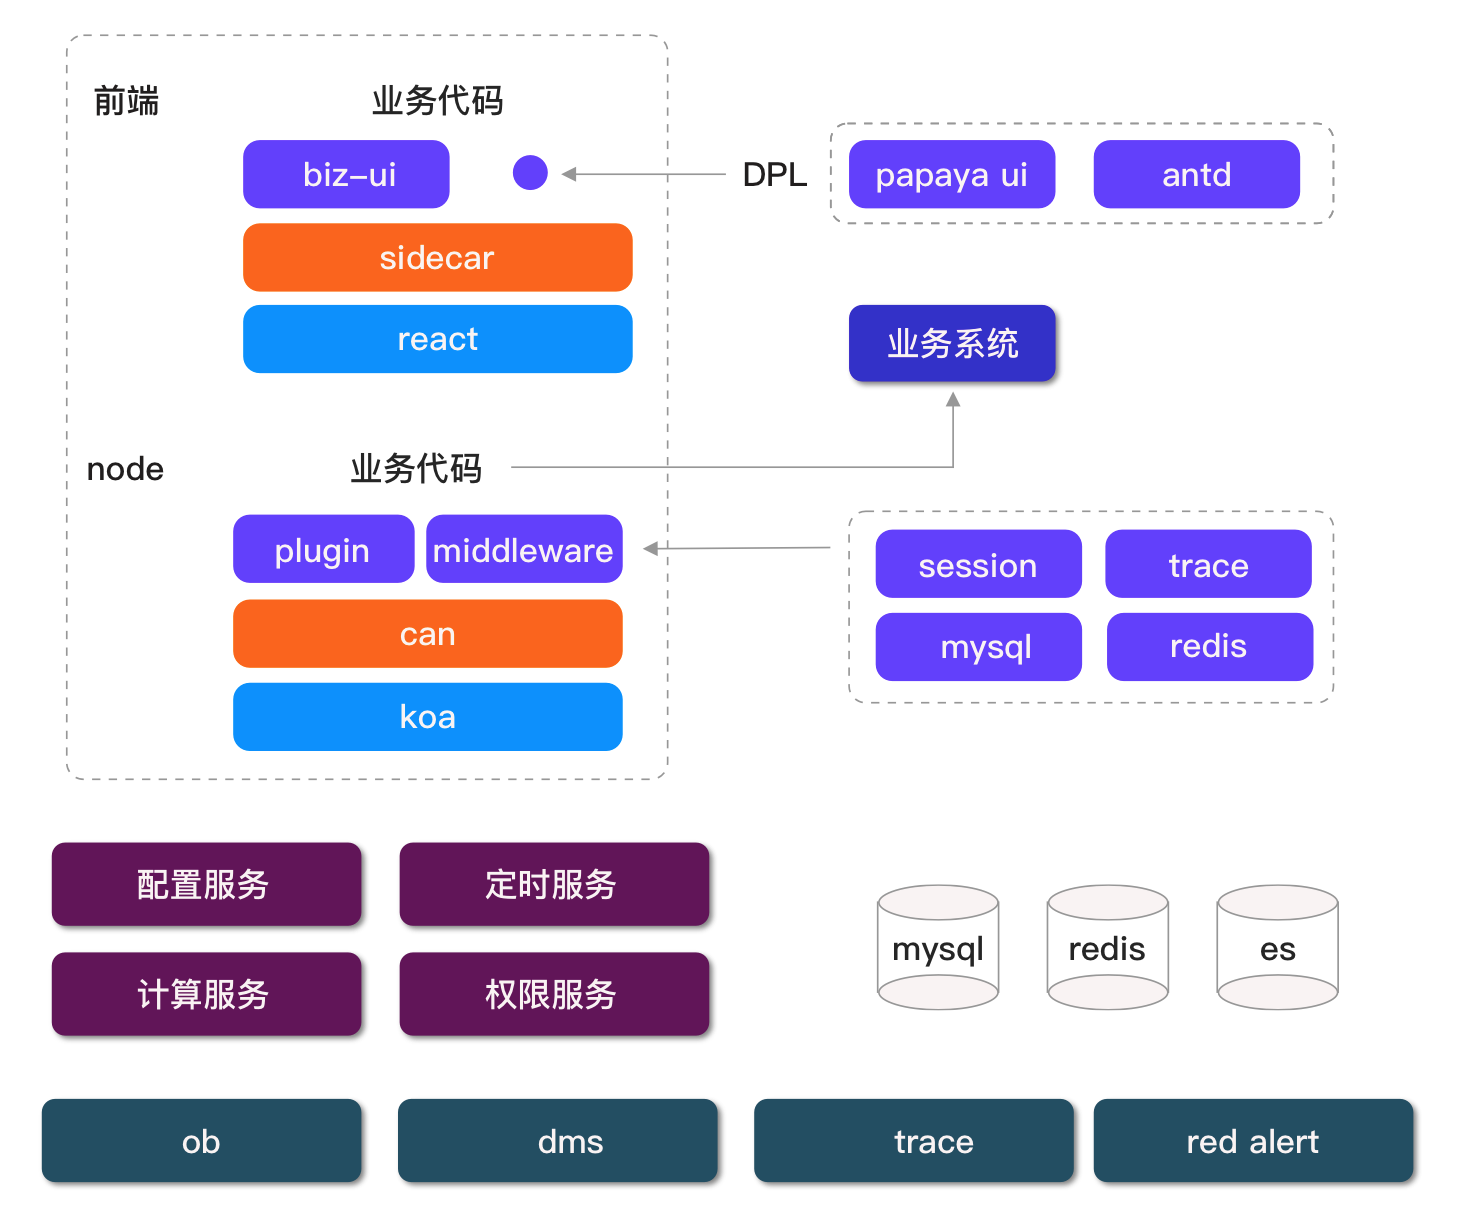 前端
业务代码
biz-ui
DPL
papaya ui
antd
sidecar
react
业务系统
node
业务代码
plugin
middleware
session
trace
mysql
redis
can
koa
配置服务
定时服务
计算服务
权限服务
mysql
redis
es
ob
dms
trace
red alert